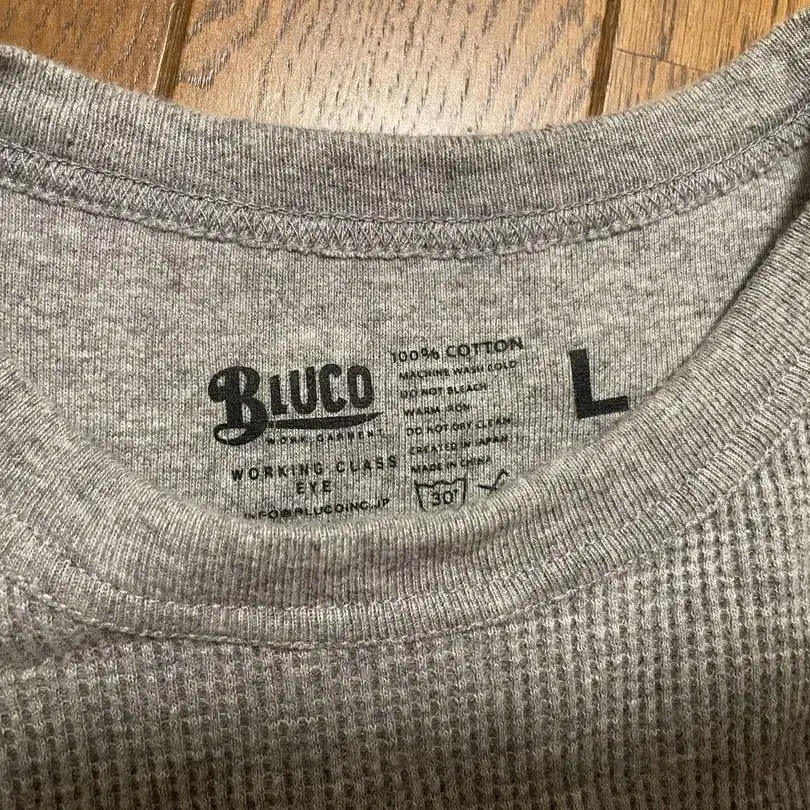 BLUCO
WORK GARMENT
WORKING CLASS
EYE
INFO@BLUCOINC.JP
100% COTTON
MACHINE WASH COLD
DO NOT BLEACH
WARM IRON
DO NOT DRY CLEAN
CREATED IN JAPAN
MADE IN CHINA
30°
L